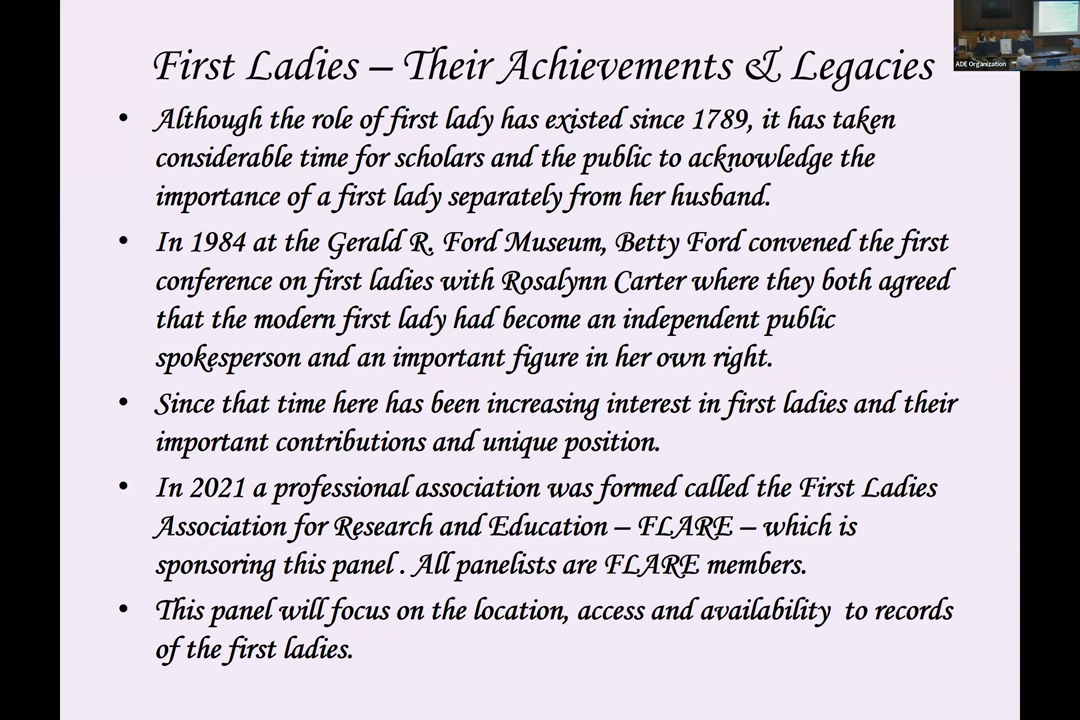 First Ladies – Their Achievements & Legacies
ADE Organization
• Although the role of first lady has existed since 1789, it has taken
considerable time for scholars and the public to acknowledge the
importance of a first lady separately from her husband.
• In 1984 at the Gerald R. Ford Museum, Betty Ford convened the first
conference on first ladies with Rosalynn Carter where they both agreed
that the modern first lady had become an independent public
spokesperson and an important figure in her own right.
• Since that time here has been increasing interest in first ladies and their
important contributions and unique position.
• In 2021 a professional association was formed called the First Ladies
Association for Research and Education – FLARE – which is
sponsoring this panel . All panelists are FLARE members.
• This panel will focus on the location, access and availability  to records
of the first ladies.